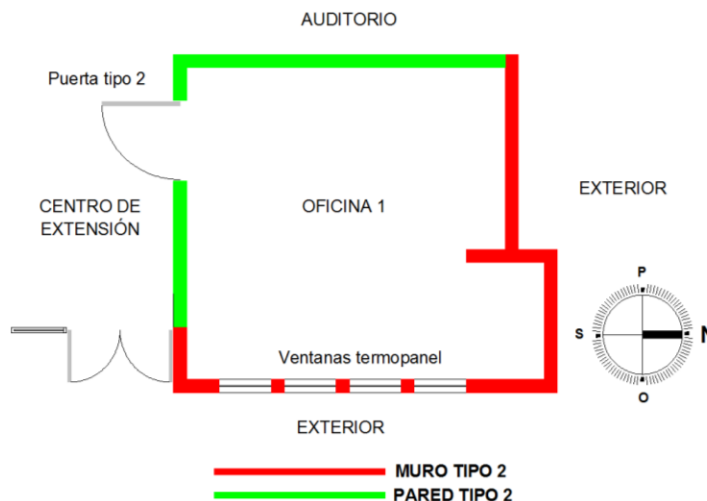 AUDITORIO
Puerta tipo 2
CENTRO DE
EXTENSIÓN
OFICINA 1
EXTERIOR
P
S
N
O
Ventanas termopanel
EXTERIOR
MURO TIPO 2
PARED TIPO 2